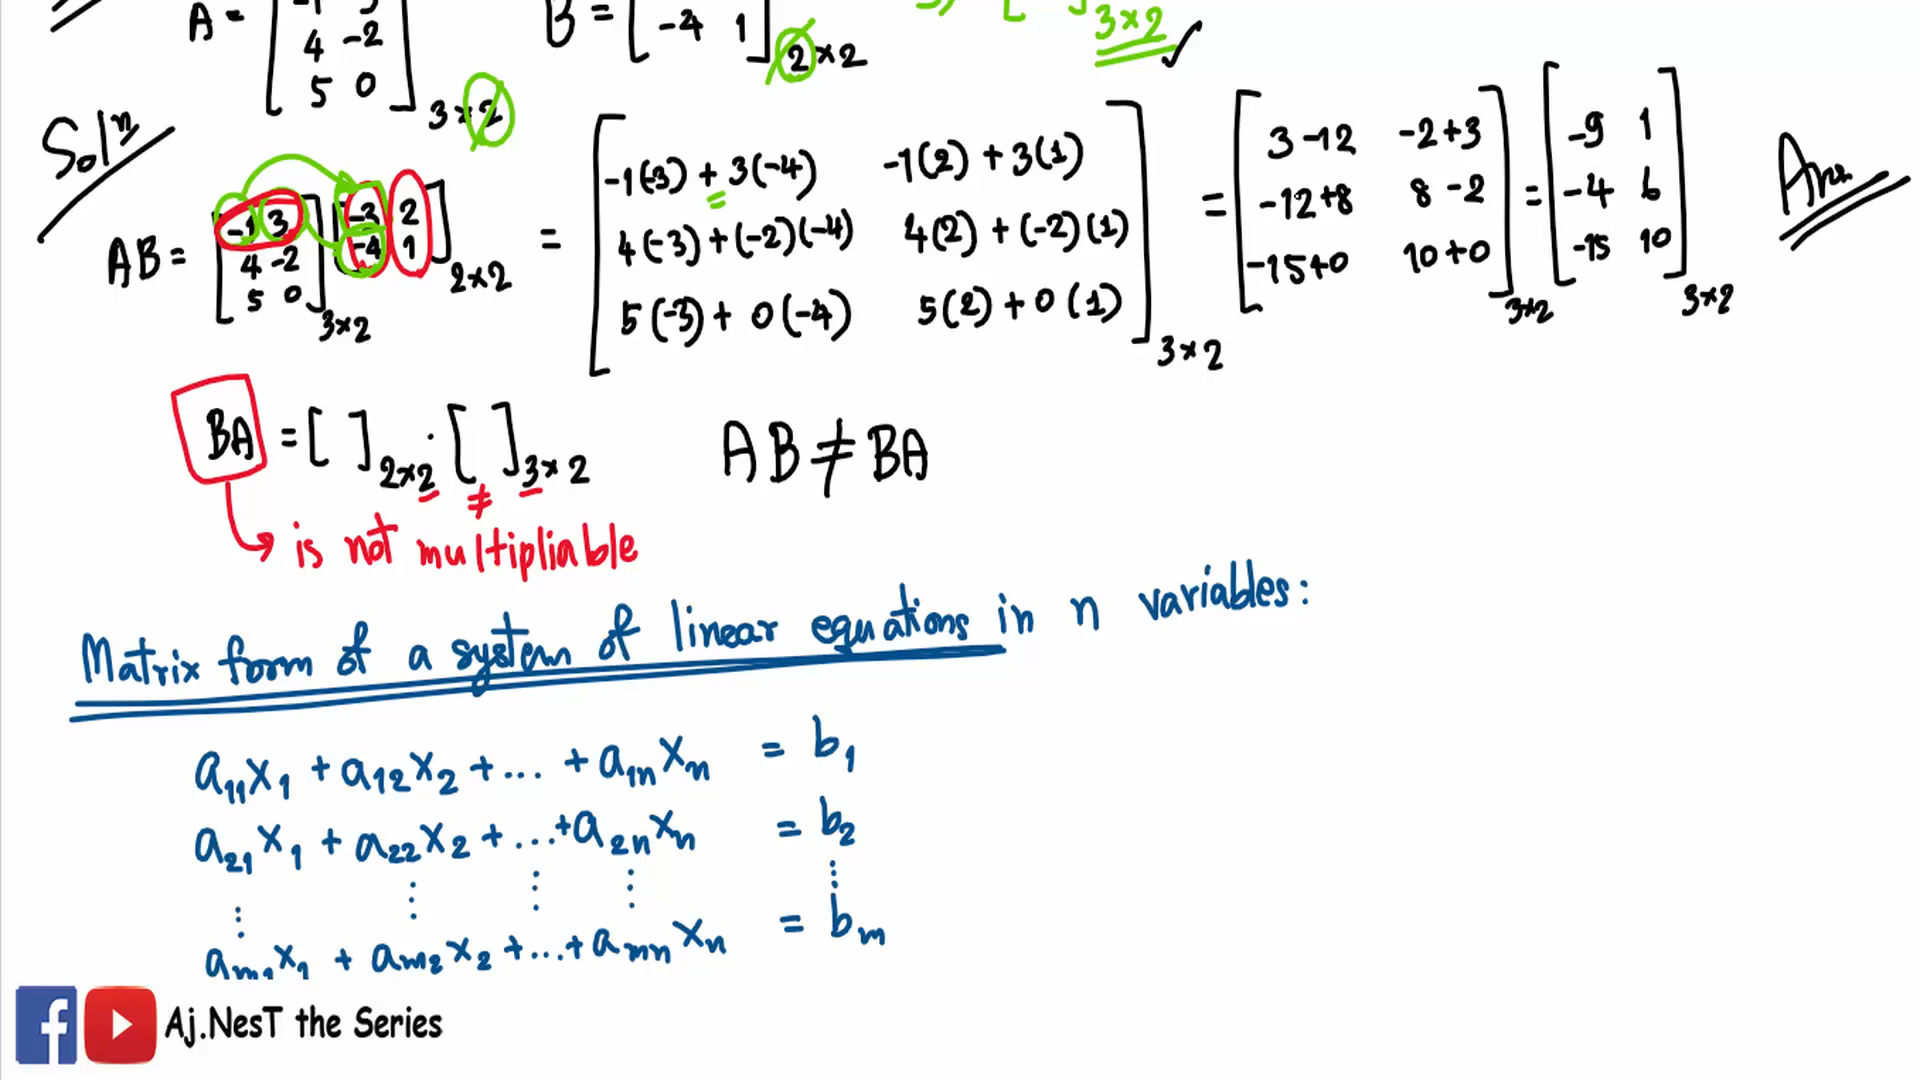 A = [ -1 3
4 -2
5 0 ] 3×2
B = [ -4 1 ] 2×2
[ ] 3×2
Solⁿ
AB = [ -1 3 ; 4 -2 ; 5 0 ] 3×2 [ -3 2 ; -4 1 ] 2×2 = [ -1(-3) + 3(-4) -1(2) + 3(1) ; 4(-3) + (-2)(-4) 4(2) + (-2)(1) ; 5(-3) + 0(-4) 5(2) + 0(1) ] 3×2 = [ 3-12 -2+3 ; -12+8 8-2 ; -15+0 10+0 ] 3×2 = [ -9 1 ; -4 6 ; -15 10 ] 3×2 Ans
BA = [ ] 2×2 · [ ] 3×2 AB ≠ BA
≠
is not multipliable
Matrix form of a system of linear equations in n variables:
a₁₁x₁ + a₁₂x₂ + ... + a₁ₙxₙ = b₁
a₂₁x₁ + a₂₂x₂ + ... + a₂ₙxₙ = b₂
⋮ ⋮ ⋮ ⋮ ⋮
aₘ₁x₁ + aₘ₂x₂ + ... + aₘₙxₙ = bₘ
f
Aj.NesT the Series